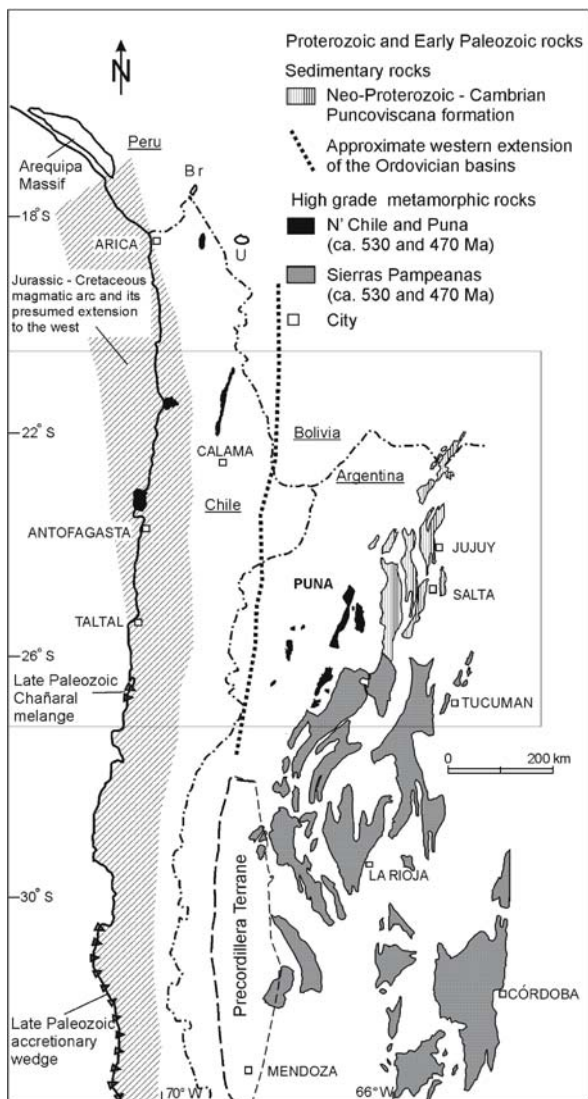 Proterozoic and Early Paleozoic rocks
Sedimentary rocks
Neo-Proterozoic - Cambrian
Puncoviscana formation
Approximate western extension
of the Ordovician basins
High grade metamorphic rocks
N' Chile and Puna
(ca. 530 and 470 Ma)
Sierras Pampeanas
(ca. 530 and 470 Ma)
City
N
Peru
Arequipa
Massif
Br
18° S
ARICA
U
Jurassic - Cretaceous
magmatic arc and its
presumed extension
to the west
22° S
Bolivia
CALAMA
Argentina
Chile
ANTOFAGASTA
JUJUY
PUNA
SALTA
TALTAL
26° S
Late Paleozoic
Chañaral
melange
TUCUMAN
200 km
0
LA RIOJA
30° S
Precordillera Terrane
CÓRDOBA
Late Paleozoic
accretionary
wedge
MENDOZA
70° W
66° W